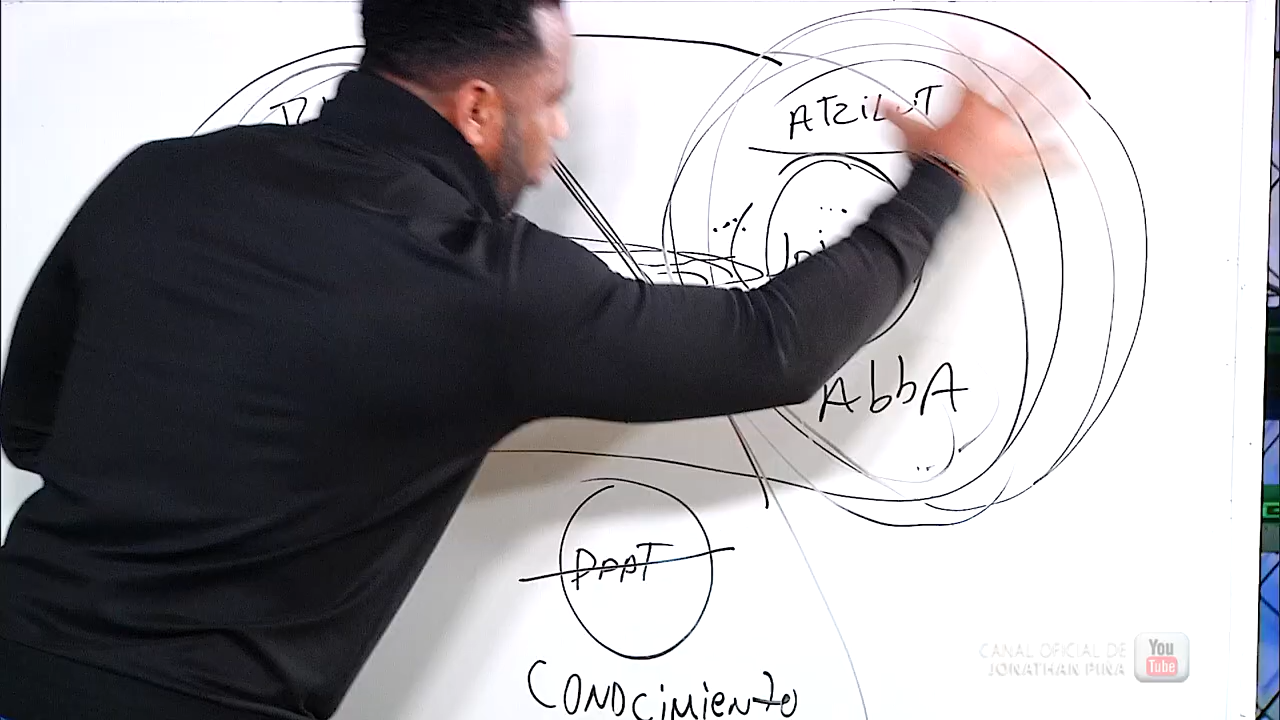 ATZiLUT
AbbA
DAAT
CONOCimiento
CANAL OFICIAL DE
JONATHAN PIÑA
You
Tube